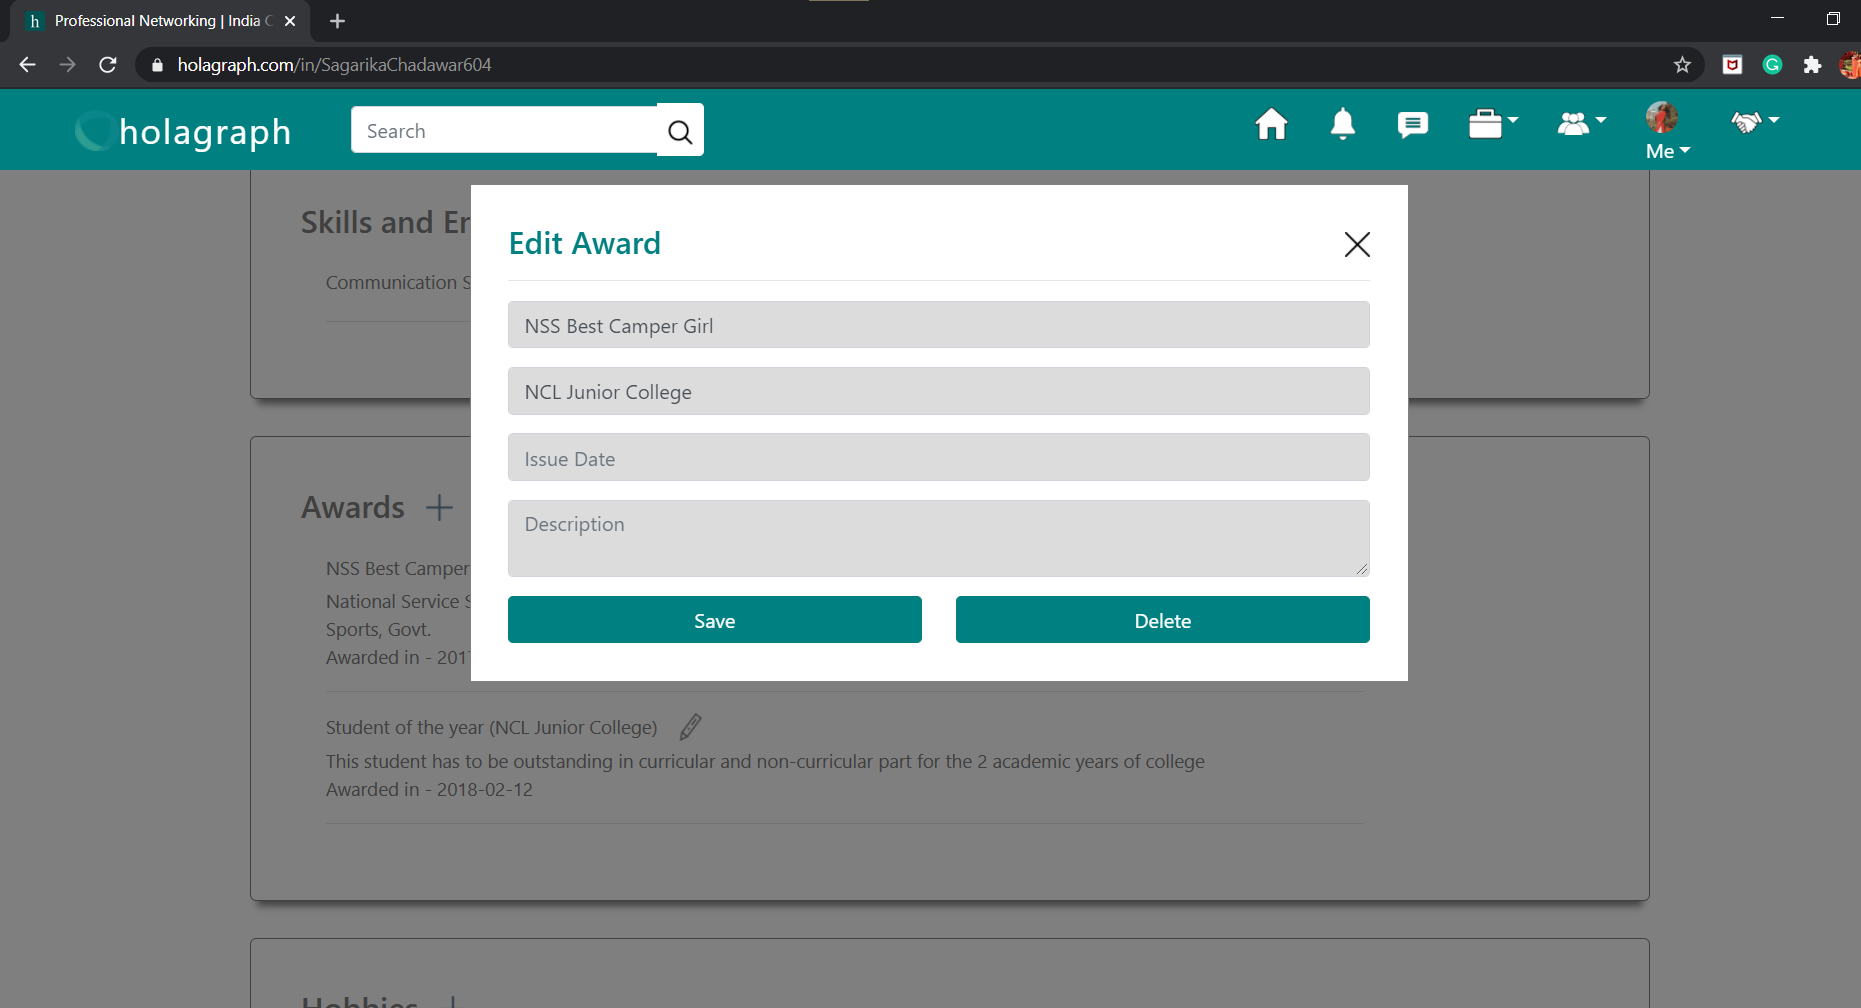 h Professional Networking | India C
holagraph.com/in/SagarikaChadawar604
holagraph
Search
Me
Skills and En
Communication S
Edit Award
NSS Best Camper Girl
NCL Junior College
Issue Date
Description
Save
Delete
Awards
NSS Best Camper
National Service S
Sports, Govt.
Awarded in - 2017
Student of the year (NCL Junior College)
This student has to be outstanding in curricular and non-curricular part for the 2 academic years of college
Awarded in - 2018-02-12
Hobbies